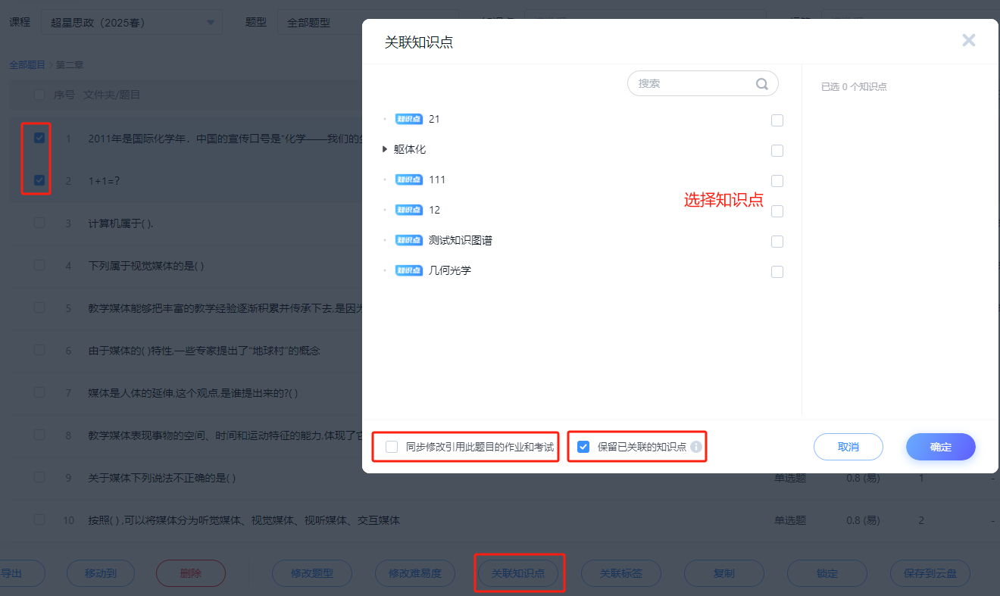 课程 超星思政（2025春） 题型 全部题型
关联知识点
全部题目 > 第二章
搜索
已选 0 个知识点
序号 文件夹/题目
知识点 21
1 2011年是国际化学年，中国的宣传口号是"化学——我们的
躯体化
2 1+1=?
知识点 111
选择知识点
知识点 12
3 计算机属于( ).
知识点 测试知识图谱
4 下列属于视觉媒体的是( )
知识点 几何光学
5 教学媒体能够把丰富的教学经验逐渐积累并传承下去,是因为
6 由于媒体的( )特性,一些专家提出了"地球村"的概念
7 媒体是人体的延伸,这个观点,是谁提出来的?( )
8 教学媒体表现事物的空间、时间和运动特征的能力,体现了它
同步修改引用此题目的作业和考试 保留已关联的知识点 取消 确定
9 关于媒体下列说法不正确的是( ) 单选题 0.8 (易) 1 -
10 按照( ) ,可以将媒体分为听觉媒体、视觉媒体、视听媒体、交互媒体 单选题 0.8 (易) 2 -
导出 移动到 删除 修改题型 修改难易度 关联知识点 关联标签 复制 锁定 保存到云盘